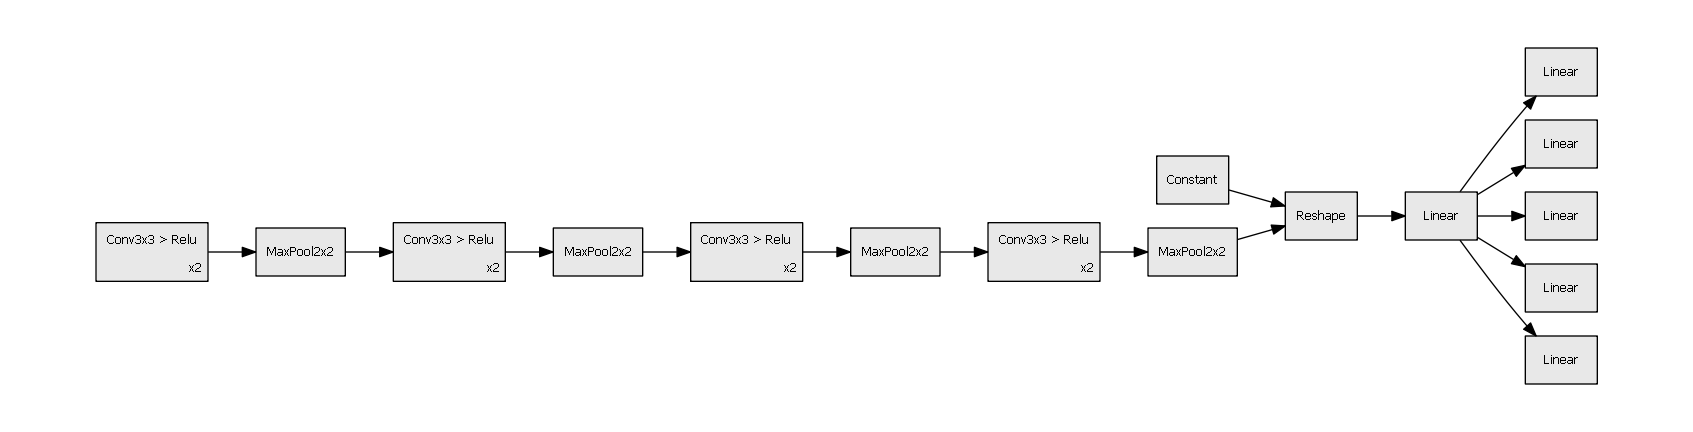 Conv3x3 > Relu
x2
MaxPool2x2
Conv3x3 > Relu
x2
MaxPool2x2
Conv3x3 > Relu
x2
MaxPool2x2
Conv3x3 > Relu
x2
MaxPool2x2
Constant
Reshape
Linear
Linear
Linear
Linear
Linear
Linear